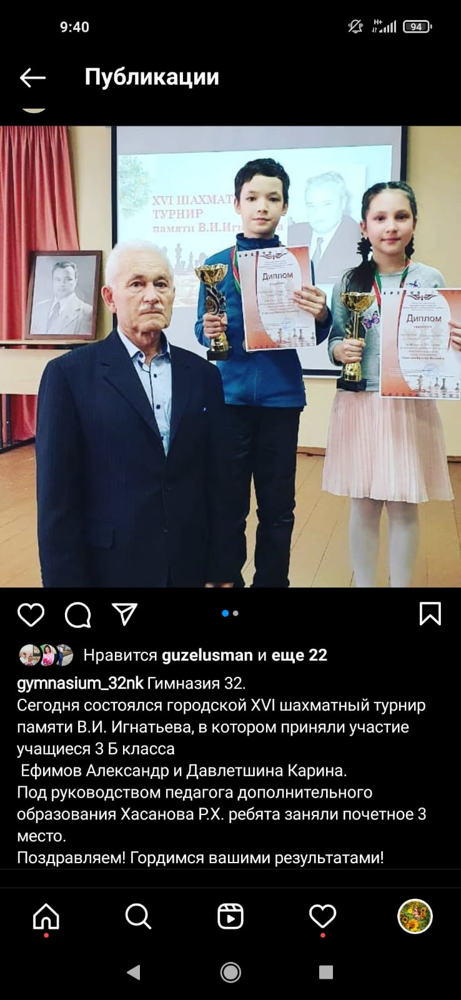 9:40
H+
94
Публикации
XVI ШАХМАТ
ТУРНИР
памяти В.И.Игн
Диплом
Диплом
Нравится guzelusman и еще 22
gymnasium_32nk Гимназия 32.
Сегодня состоялся городской XVI шахматный турнир
памяти В.И. Игнатьева, в котором приняли участие
учащиеся 3 Б класса
Ефимов Александр и Давлетшина Карина.
Под руководством педагога дополнительного
образования Хасанова Р.Х. ребята заняли почетное 3
место.
Поздравляем! Гордимся вашими результатами!